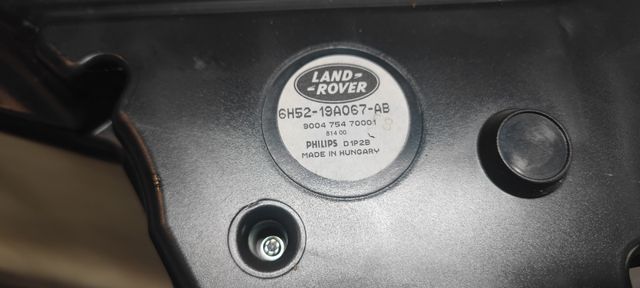 LAND-
-ROVER
6H52-19A067-AB
9004 754 70001
814 00
PHILIPS D1P2B
MADE IN HUNGARY